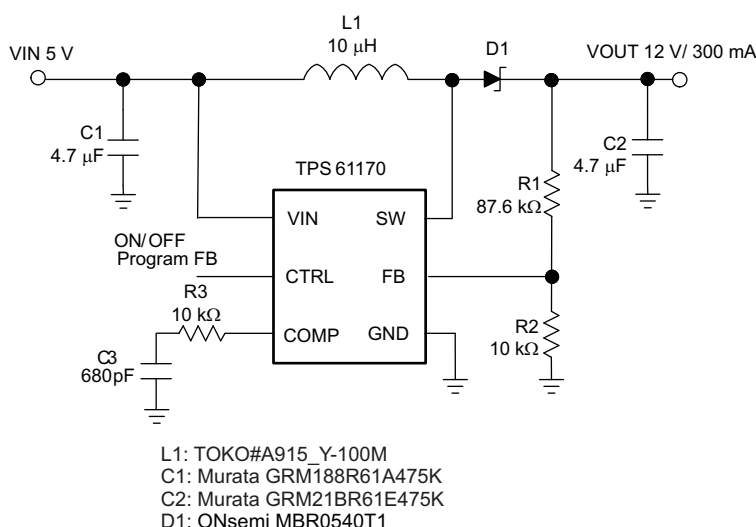 L1
10 μH
D1
VIN 5 V
VOUT 12 V/ 300 mA
C1
4.7 μF
C2
4.7 μF
TPS 61170
R1
87.6 kΩ
VIN
SW
ON/OFF
Program FB
CTRL
FB
R3
10 kΩ
COMP
GND
R2
10 kΩ
C3
680pF
L1: TOKO#A915_Y-100M
C1: Murata GRM188R61A475K
C2: Murata GRM21BR61E475K
D1: ONsemi MBR0540T1